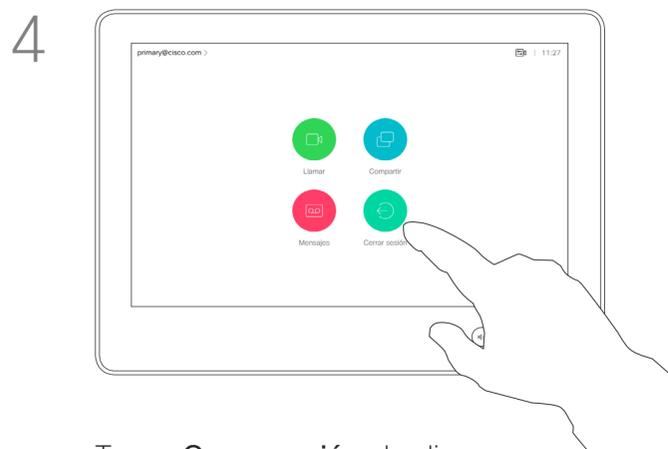 4
primary@cisco.com >
11:27
Llamar
Compartir
Mensajes
Cerrar sesión